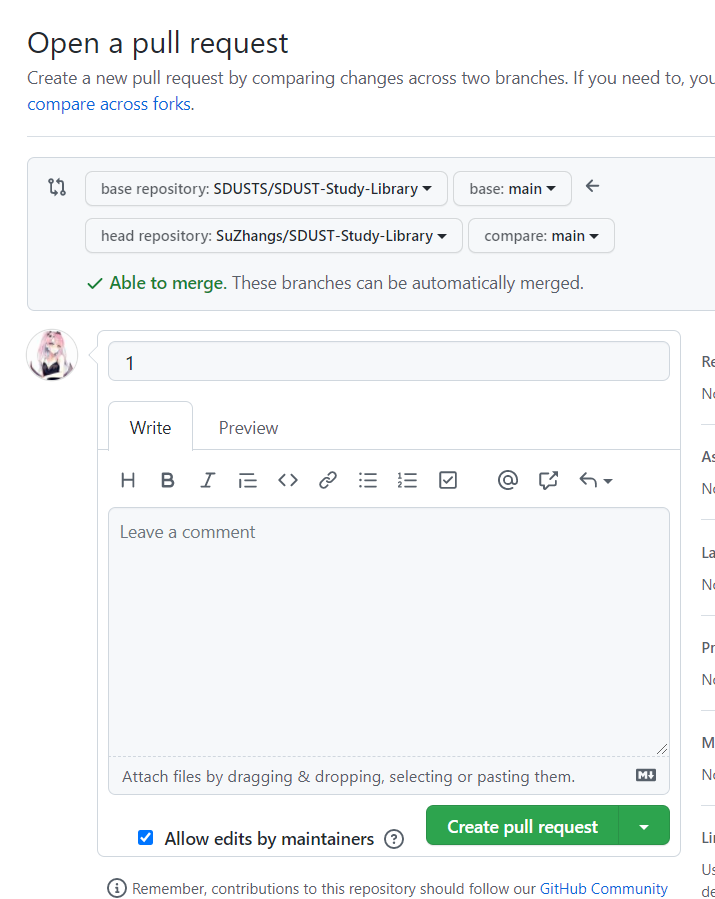 Open a pull request
Create a new pull request by comparing changes across two branches. If you need to, you
compare across forks.
base repository: SDUSTS/SDUST-Study-Library
base: main
head repository: SuZhangs/SDUST-Study-Library
compare: main
Able to merge. These branches can be automatically merged.
1
Write
Preview
H B I
Leave a comment
Attach files by dragging & dropping, selecting or pasting them.
M
Allow edits by maintainers
Create pull request
Remember, contributions to this repository should follow our GitHub Community
Re
No
As
No
La
No
Pr
No
M
No
Li
Us
de